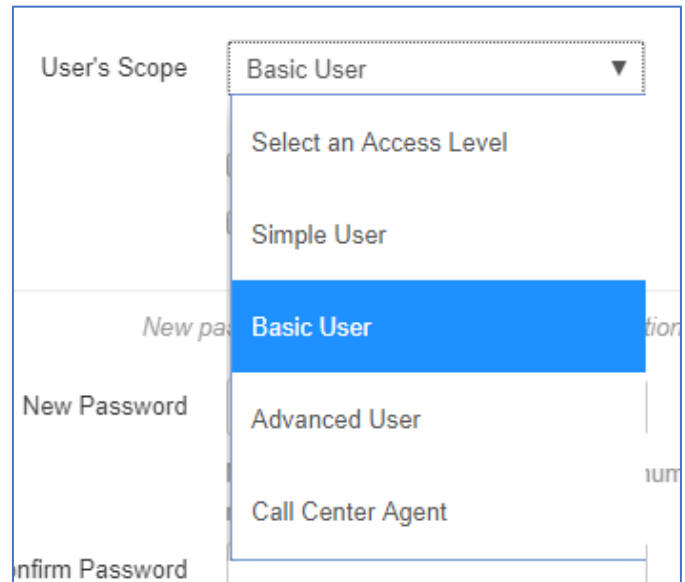 User's Scope Basic User ▼
Select an Access Level
Simple User
Basic User
New
New Password
Advanced User
Call Center Agent
Password